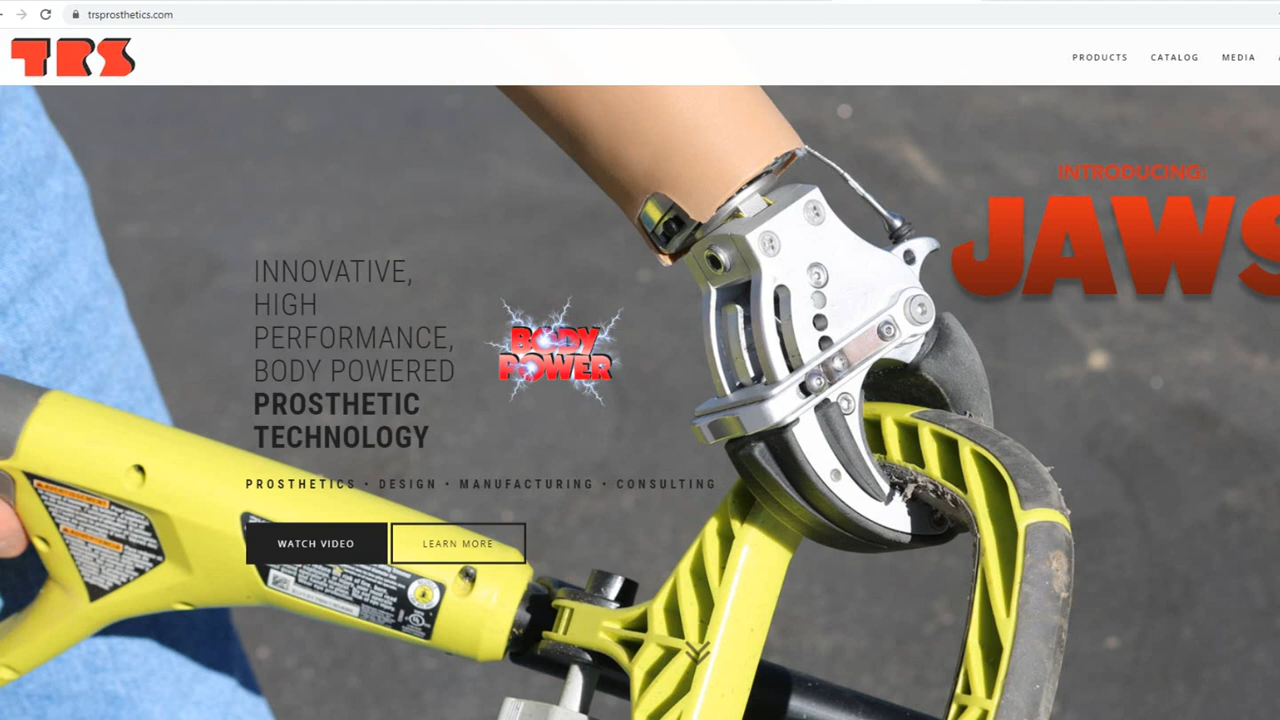 trsprosthetics.com
TRS
PRODUCTS
CATALOG
MEDIA
INTRODUCING:
JAWS
INNOVATIVE,
HIGH
PERFORMANCE,
BODY POWERED
PROSTHETIC
TECHNOLOGY
BODY
POWER
PROSTHETICS • DESIGN • MANUFACTURING • CONSULTING
WATCH VIDEO
LEARN MORE